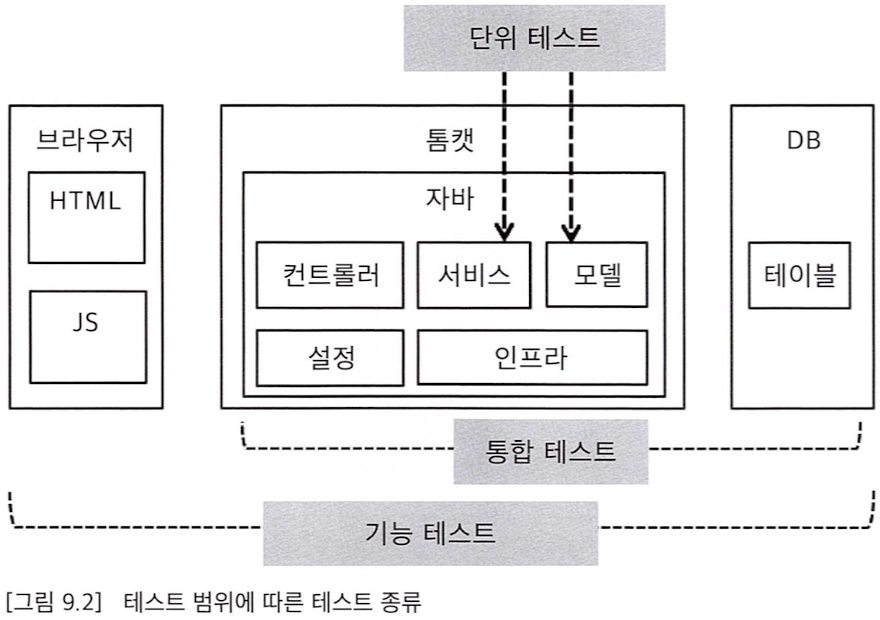 단위 테스트
브라우저
톰캣
DB
HTML
자바
컨트롤러
서비스
모델
테이블
JS
설정
인프라
통합 테스트
기능 테스트
[그림 9.2] 테스트 범위에 따른 테스트 종류